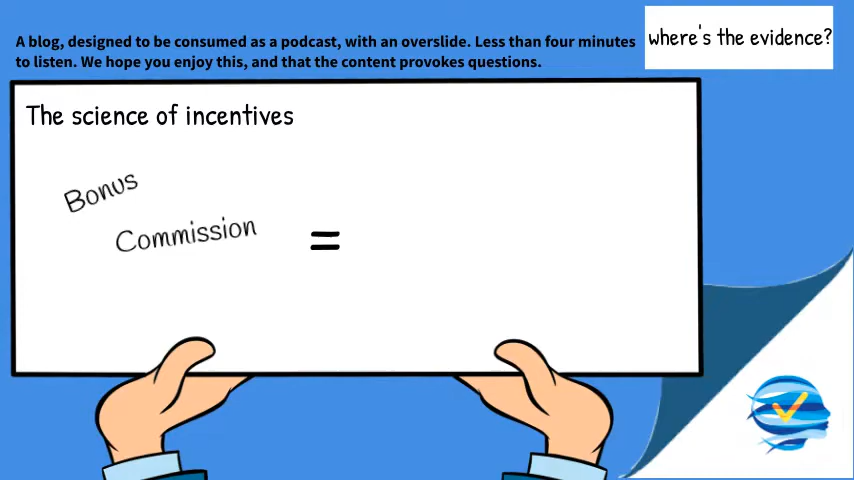 A blog, designed to be consumed as a podcast, with an overslide. Less than four minutes
to listen. We hope you enjoy this, and that the content provokes questions.
where's the evidence?
The science of incentives
Bonus
Commission
=